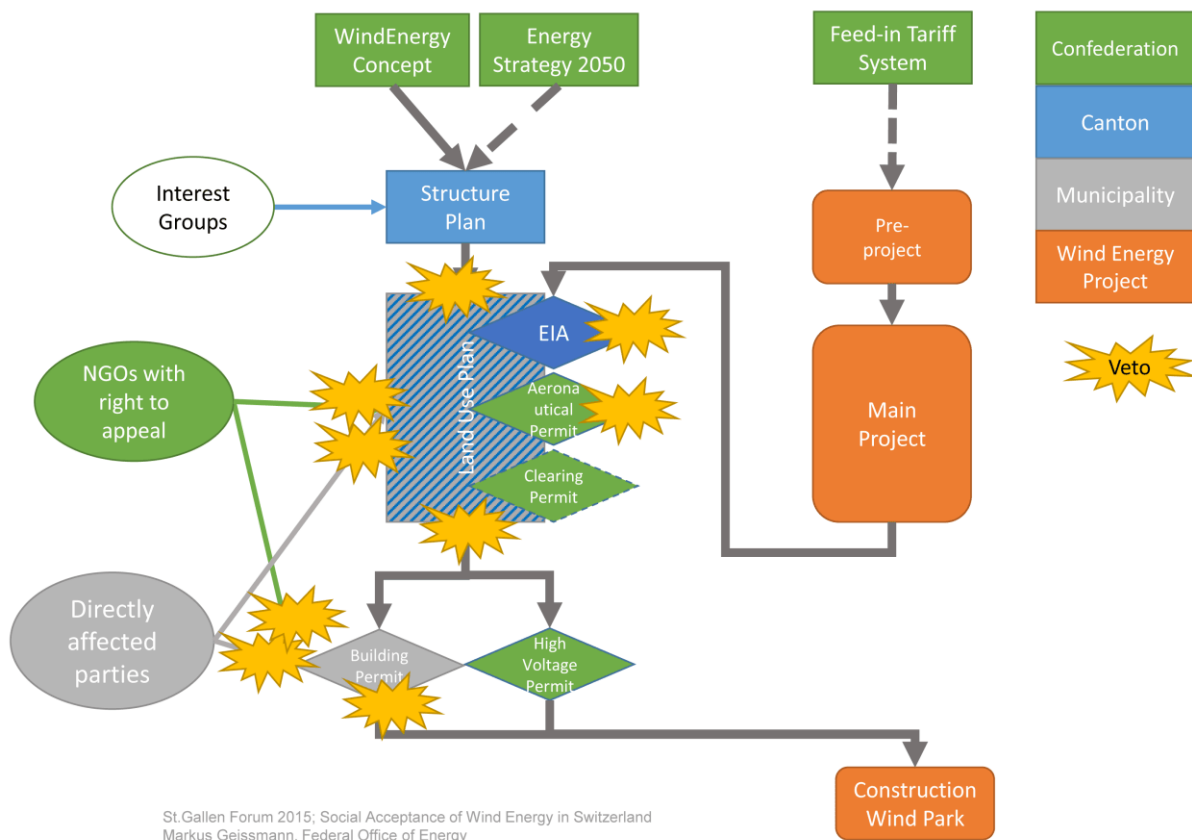 WindEnergy
Concept
Energy
Strategy 2050
Feed-in Tariff
System
Confederation
Canton
Municipality
Wind Energy
Project
Veto
Interest
Groups
Structure
Plan
Pre-
project
EIA
Land Use Plan
Aerona
utical
Permit
Clearing
Permit
NGOs with
right to
appeal
Main
Project
Directly
affected
parties
Building
Permit
High
Voltage
Permit
Construction
Wind Park
St.Gallen Forum 2015; Social Acceptance of Wind Energy in Switzerland
Markus Geissmann, Federal Office of Energy